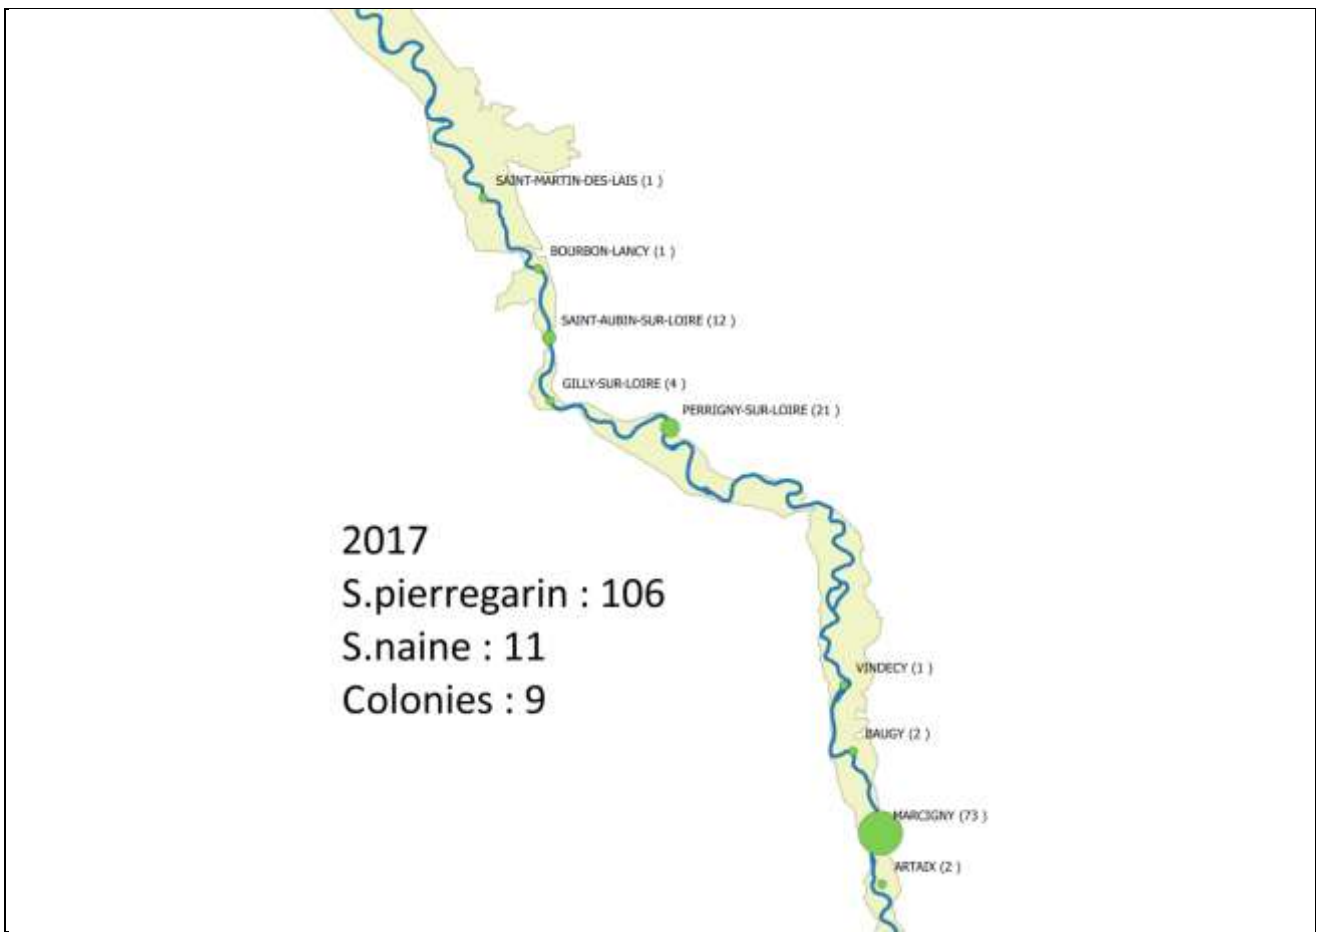 SAINT-MARTIN-DES-LAIS (1 )
BOURBON-LANCY (1 )
SAINT-AUBIN-SUR-LOIRE (12 )
GILLY-SUR-LOIRE (4 )
PERRIGNY-SUR-LOIRE (21 )
2017
S.pierregarin : 106
S.naine : 11
Colonies : 9
VINDECY (1 )
BAUGY (2 )
MARCIGNY (73 )
ARTAIX (2 )